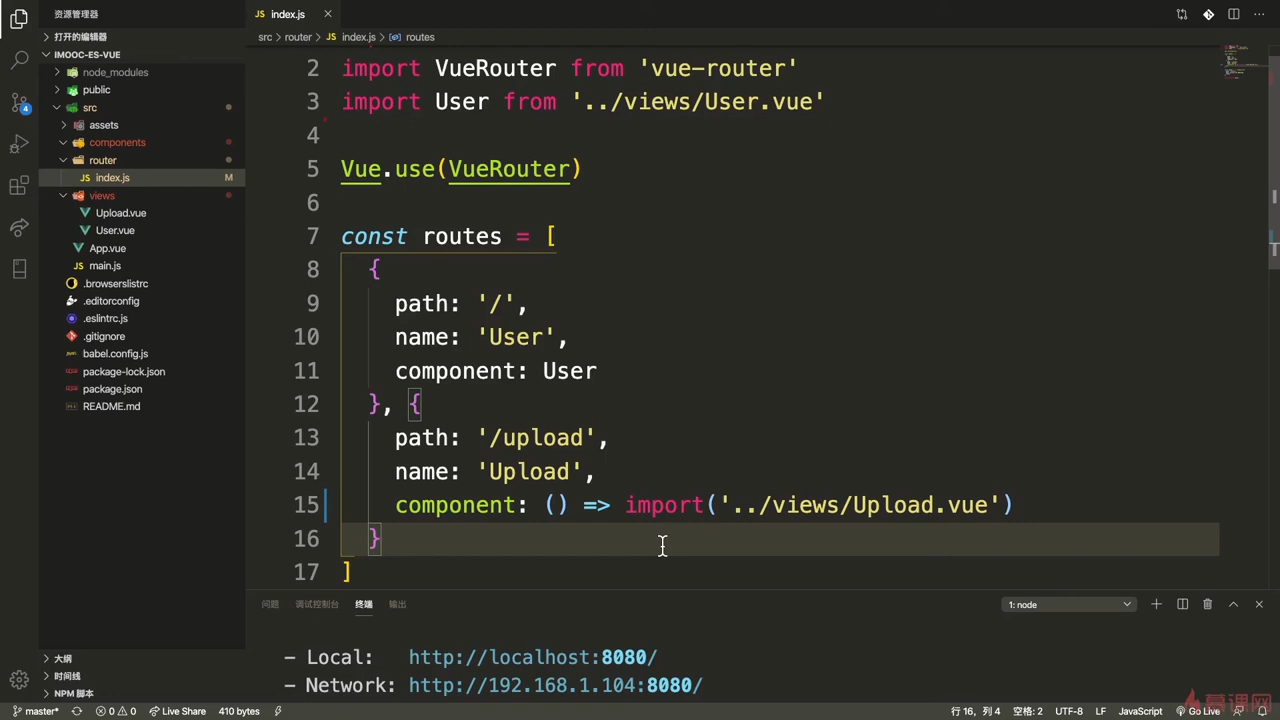 资源管理器
打开的编辑器
IMOOC-ES-VUE
node_modules
public
src
assets
components
router
index.js M
views
Upload.vue
User.vue
App.vue
main.js
.browserslistrc
.editorconfig
.eslintrc.js
.gitignore
babel.config.js
package-lock.json
package.json
README.md
大纲
时间线
NPM 脚本
4
JS index.js
src > router > JS index.js > routes
2 import VueRouter from 'vue-router'
3 import User from '../views/User.vue'
4
5 Vue.use(VueRouter)
6
7 const routes = [
8 {
9 path: '/',
10 name: 'User',
11 component: User
12 }, {
13 path: '/upload',
14 name: 'Upload',
15 component: () => import('../views/Upload.vue')
16 }
17 ]
问题 调试控制台 终端 输出 1: node
- Local: http://localhost:8080/
- Network: http://192.168.1.104:8080/
master* 0 0 Live Share 410 bytes 行 16, 列 4 空格: 2 UTF-8 LF JavaScript Go Live
慕课网